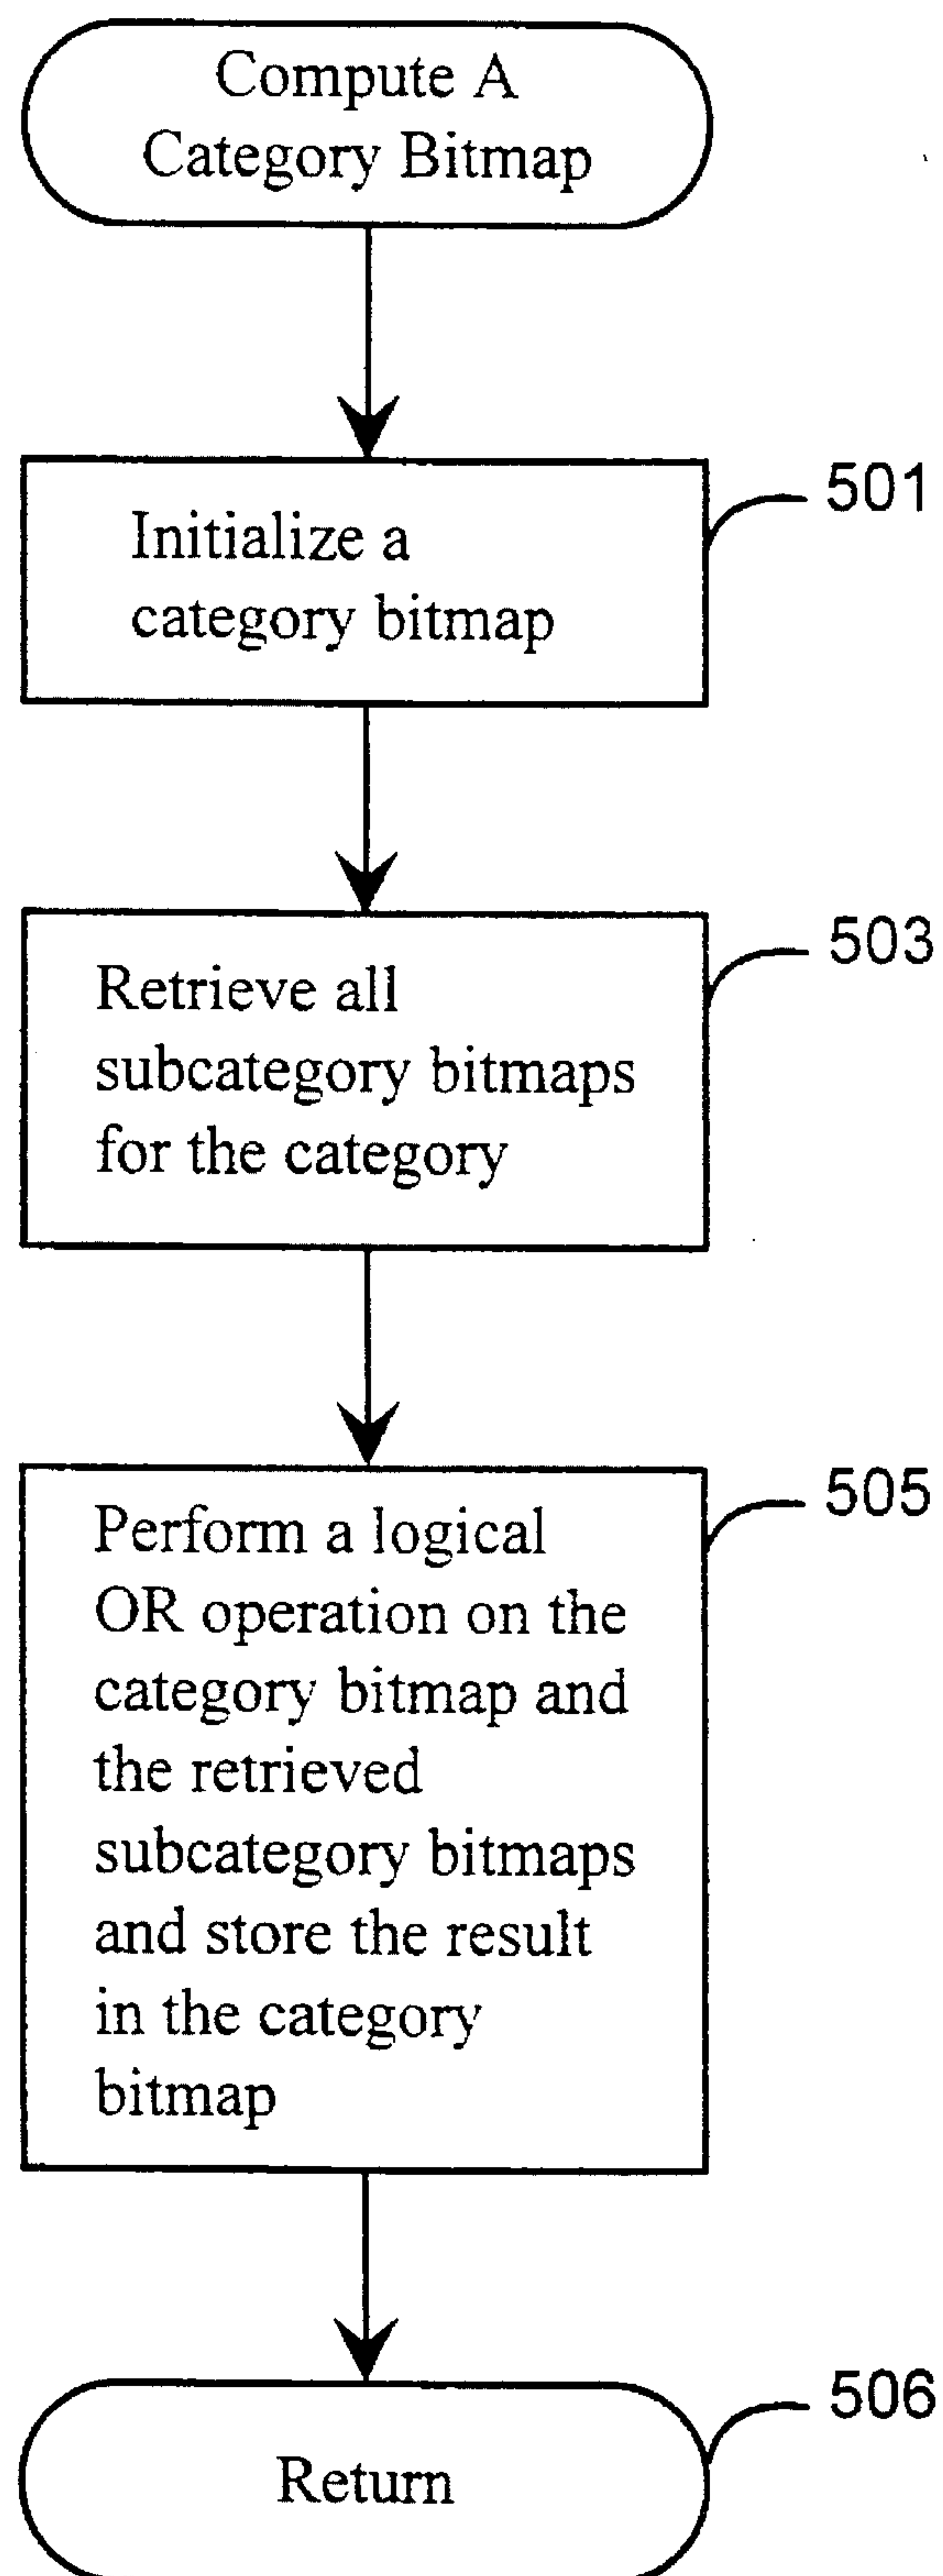 Compute A
Category Bitmap
501
Initialize a
category bitmap
503
Retrieve all
subcategory bitmaps
for the category
505
Perform a logical
OR operation on the
category bitmap and
the retrieved
subcategory bitmaps
and store the result
in the category
bitmap
506
Return